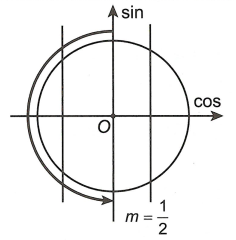 sin
cos
O
m = 1/2